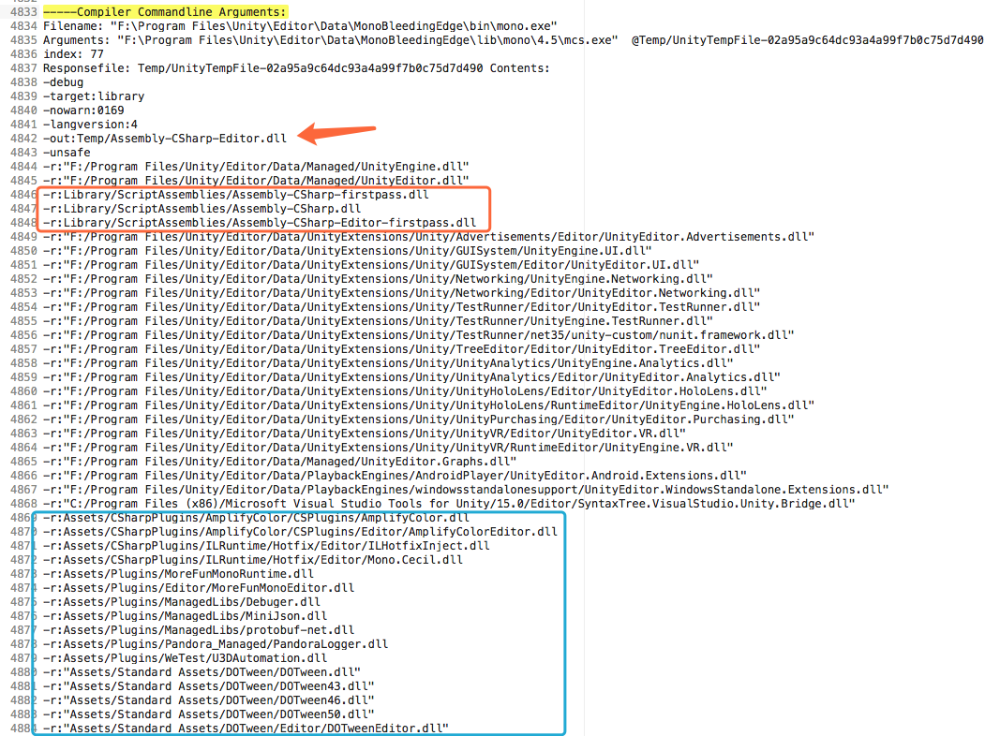 4833 -----Compiler Commandline Arguments:
4834 Filename: "F:\Program Files\Unity\Editor\Data\MonoBleedingEdge\bin\mono.exe"
4835 Arguments: "F:\Program Files\Unity\Editor\Data\MonoBleedingEdge\lib\mono\4.5\mcs.exe"  @Temp/UnityTempFile-02a95a9c64dc93a4a99f7b0c75d7d490
4836 index: 77
4837 Responsefile: Temp/UnityTempFile-02a95a9c64dc93a4a99f7b0c75d7d490 Contents:
4838 -debug
4839 -target:library
4840 -nowarn:0169
4841 -langversion:4
4842 -out:Temp/Assembly-CSharp-Editor.dll
4843 -unsafe
4844 -r:"F:/Program Files/Unity/Editor/Data/Managed/UnityEngine.dll"
4845 -r:"F:/Program Files/Unity/Editor/Data/Managed/UnityEditor.dll"
4846 -r:Library/ScriptAssemblies/Assembly-CSharp-firstpass.dll
4847 -r:Library/ScriptAssemblies/Assembly-CSharp.dll
4848 -r:Library/ScriptAssemblies/Assembly-CSharp-Editor-firstpass.dll
4849 -r:"F:/Program Files/Unity/Editor/Data/UnityExtensions/Unity/Advertisements/Editor/UnityEditor.Advertisements.dll"
4850 -r:"F:/Program Files/Unity/Editor/Data/UnityExtensions/Unity/GUISystem/UnityEngine.UI.dll"
4851 -r:"F:/Program Files/Unity/Editor/Data/UnityExtensions/Unity/GUISystem/Editor/UnityEditor.UI.dll"
4852 -r:"F:/Program Files/Unity/Editor/Data/UnityExtensions/Unity/Networking/UnityEngine.Networking.dll"
4853 -r:"F:/Program Files/Unity/Editor/Data/UnityExtensions/Unity/Networking/Editor/UnityEditor.Networking.dll"
4854 -r:"F:/Program Files/Unity/Editor/Data/UnityExtensions/Unity/TestRunner/Editor/UnityEditor.TestRunner.dll"
4855 -r:"F:/Program Files/Unity/Editor/Data/UnityExtensions/Unity/TestRunner/UnityEngine.TestRunner.dll"
4856 -r:"F:/Program Files/Unity/Editor/Data/UnityExtensions/Unity/TestRunner/net35/unity-custom/nunit.framework.dll"
4857 -r:"F:/Program Files/Unity/Editor/Data/UnityExtensions/Unity/TreeEditor/Editor/UnityEditor.TreeEditor.dll"
4858 -r:"F:/Program Files/Unity/Editor/Data/UnityExtensions/Unity/UnityAnalytics/UnityEngine.Analytics.dll"
4859 -r:"F:/Program Files/Unity/Editor/Data/UnityExtensions/Unity/UnityAnalytics/Editor/UnityEditor.Analytics.dll"
4860 -r:"F:/Program Files/Unity/Editor/Data/UnityExtensions/Unity/UnityHoloLens/Editor/UnityEditor.HoloLens.dll"
4861 -r:"F:/Program Files/Unity/Editor/Data/UnityExtensions/Unity/UnityHoloLens/RuntimeEditor/UnityEngine.HoloLens.dll"
4862 -r:"F:/Program Files/Unity/Editor/Data/UnityExtensions/Unity/UnityPurchasing/Editor/UnityEditor.Purchasing.dll"
4863 -r:"F:/Program Files/Unity/Editor/Data/UnityExtensions/Unity/UnityVR/Editor/UnityEditor.VR.dll"
4864 -r:"F:/Program Files/Unity/Editor/Data/UnityExtensions/Unity/UnityVR/RuntimeEditor/UnityEngine.VR.dll"
4865 -r:"F:/Program Files/Unity/Editor/Data/Managed/UnityEditor.Graphs.dll"
4866 -r:"F:/Program Files/Unity/Editor/Data/PlaybackEngines/AndroidPlayer/UnityEditor.Android.Extensions.dll"
4867 -r:"F:/Program Files/Unity/Editor/Data/PlaybackEngines/windowsstandalonesupport/UnityEditor.WindowsStandalone.Extensions.dll"
4868 -r:"C:/Program Files (x86)/Microsoft Visual Studio Tools for Unity/15.0/Editor/SyntaxTree.VisualStudio.Unity.Bridge.dll"
4869 -r:Assets/CSharpPlugins/AmplifyColor/CSPlugins/AmplifyColor.dll
4870 -r:Assets/CSharpPlugins/AmplifyColor/CSPlugins/Editor/AmplifyColorEditor.dll
4871 -r:Assets/CSharpPlugins/ILRuntime/Hotfix/Editor/ILHotfixInject.dll
4872 -r:Assets/CSharpPlugins/ILRuntime/Hotfix/Editor/Mono.Cecil.dll
4873 -r:Assets/Plugins/MoreFunMonoRuntime.dll
4874 -r:Assets/Plugins/Editor/MoreFunMonoEditor.dll
4875 -r:Assets/Plugins/ManagedLibs/Debuger.dll
4876 -r:Assets/Plugins/ManagedLibs/MiniJson.dll
4877 -r:Assets/Plugins/ManagedLibs/protobuf-net.dll
4878 -r:Assets/Plugins/Pandora_Managed/PandoraLogger.dll
4879 -r:Assets/Plugins/WeTest/U3DAutomation.dll
4880 -r:"Assets/Standard Assets/DOTween/DOTween.dll"
4881 -r:"Assets/Standard Assets/DOTween/DOTween43.dll"
4882 -r:"Assets/Standard Assets/DOTween/DOTween46.dll"
4883 -r:"Assets/Standard Assets/DOTween/DOTween50.dll"
4884 -r:"Assets/Standard Assets/DOTween/Editor/DOTweenEditor.dll"